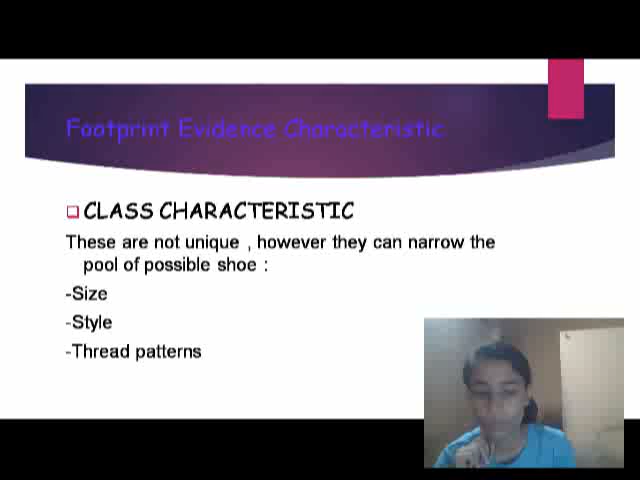 Footprint Evidence Characteristic
CLASS CHARACTERISTIC
These are not unique , however they can narrow the
pool of possible shoe :
-Size
-Style
-Thread patterns